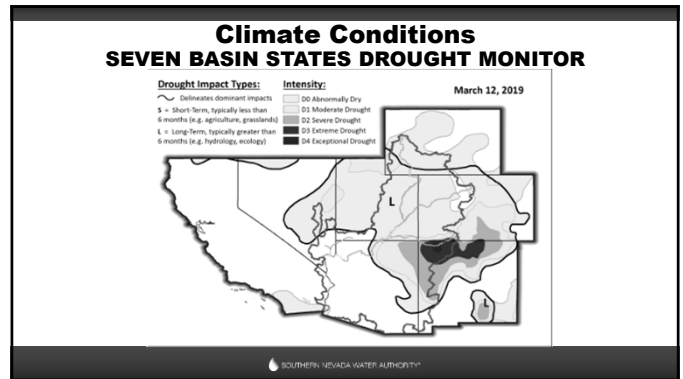 Climate Conditions
SEVEN BASIN STATES DROUGHT MONITOR
Drought Impact Types:
Delineates dominant impacts
S = Short-Term, typically less than
6 months (e.g. agriculture, grasslands)
L = Long-Term, typically greater than
6 months (e.g. hydrology, ecology)
Intensity:
D0 Abnormally Dry
D1 Moderate Drought
D2 Severe Drought
D3 Extreme Drought
D4 Exceptional Drought
March 12, 2019
L
L
SOUTHERN NEVADA WATER AUTHORITY®